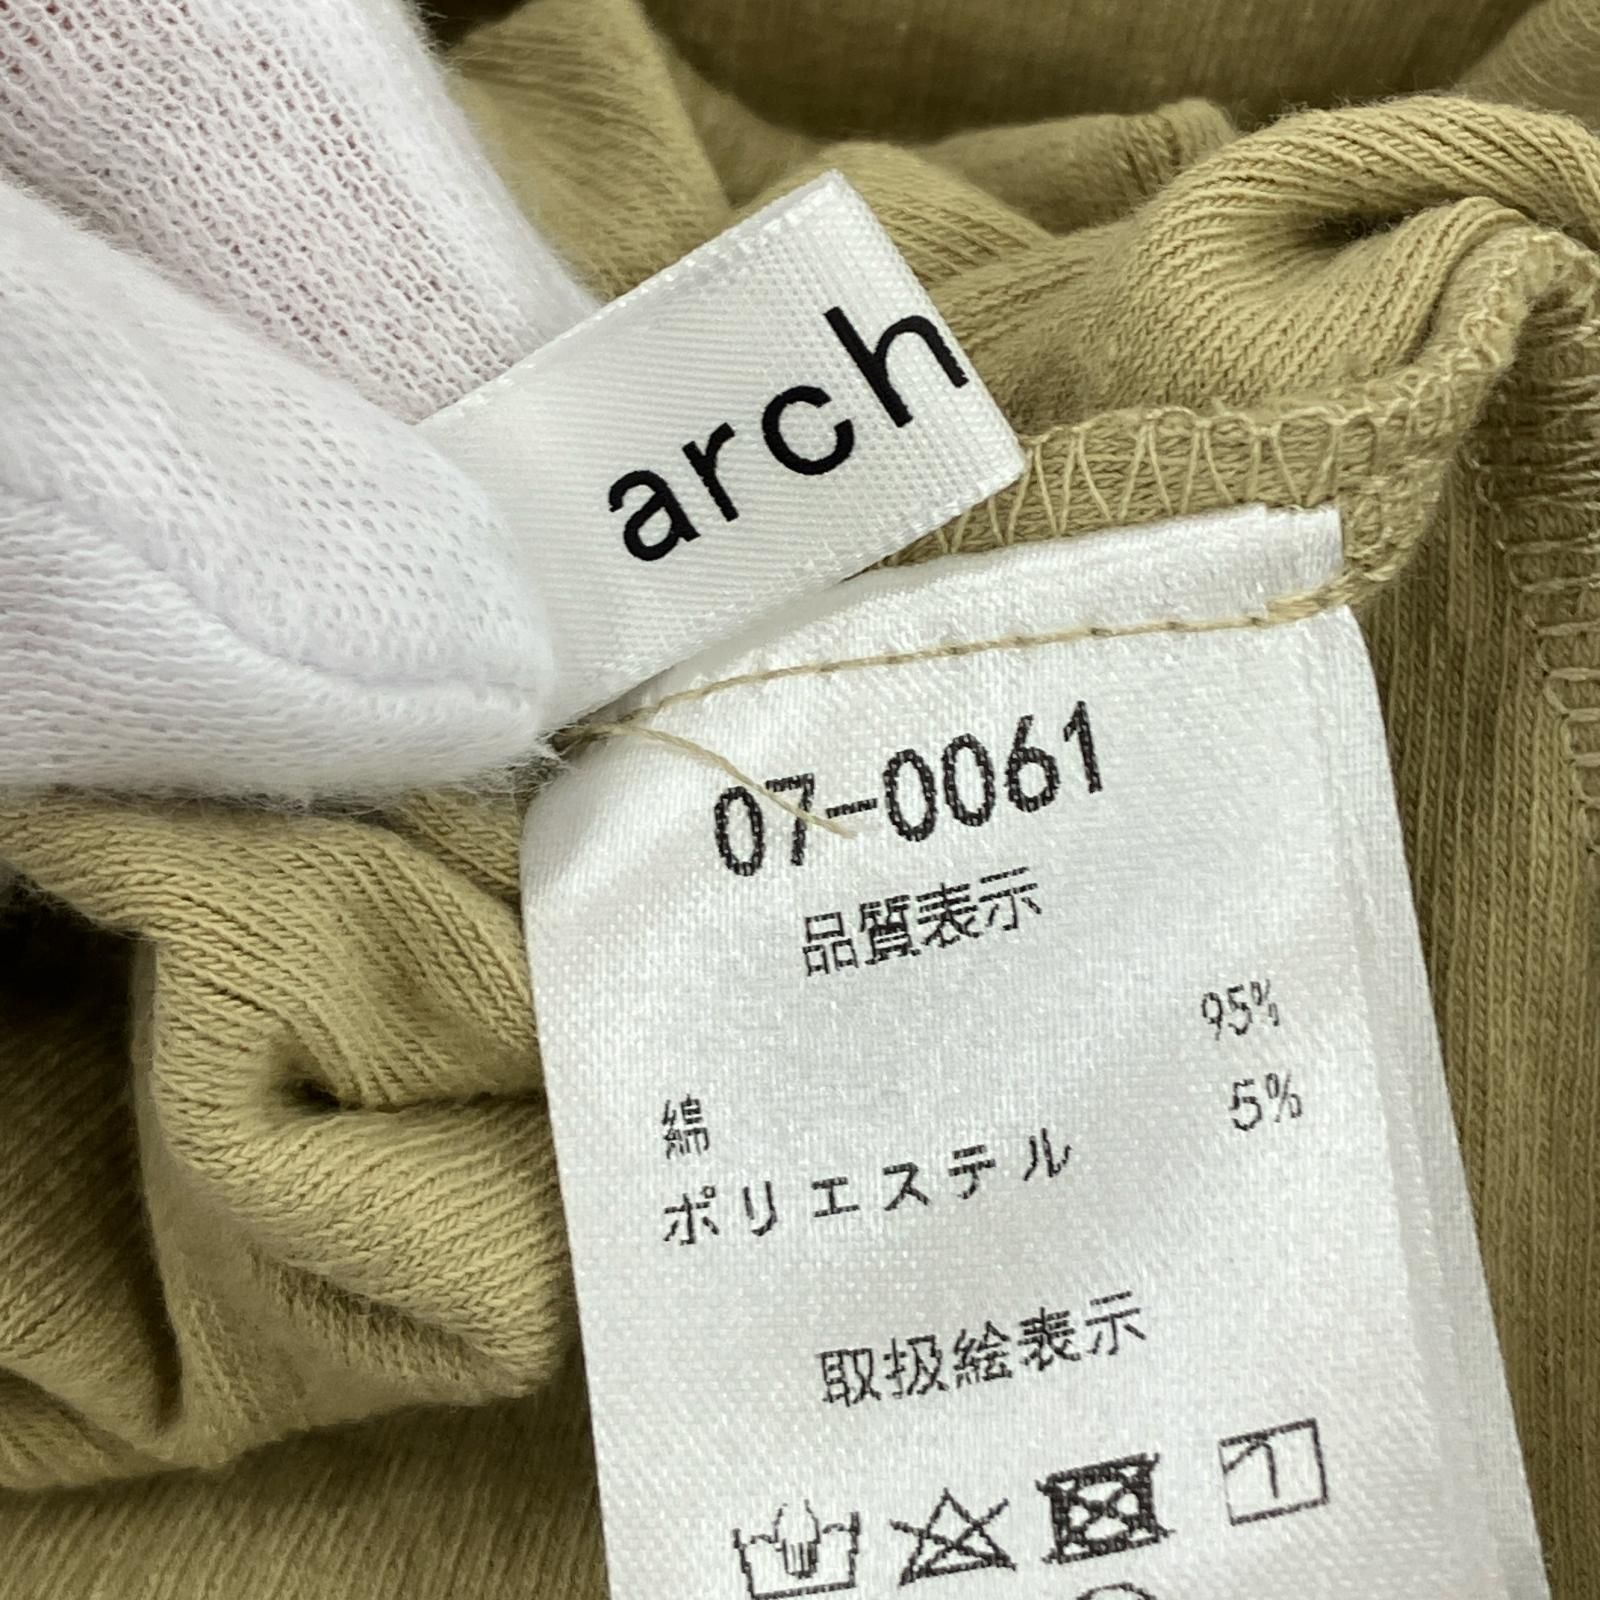 arch
07-0061
品質表示
95%
綿
5%
ポリエステル
取扱絵表示